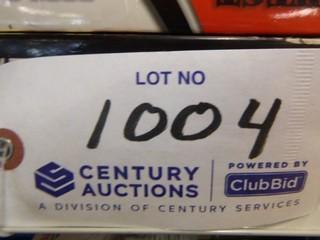 LOT NO
1004
CENTURY AUCTIONS
POWERED BY
ClubBid
A DIVISION OF CENTURY SERVICES